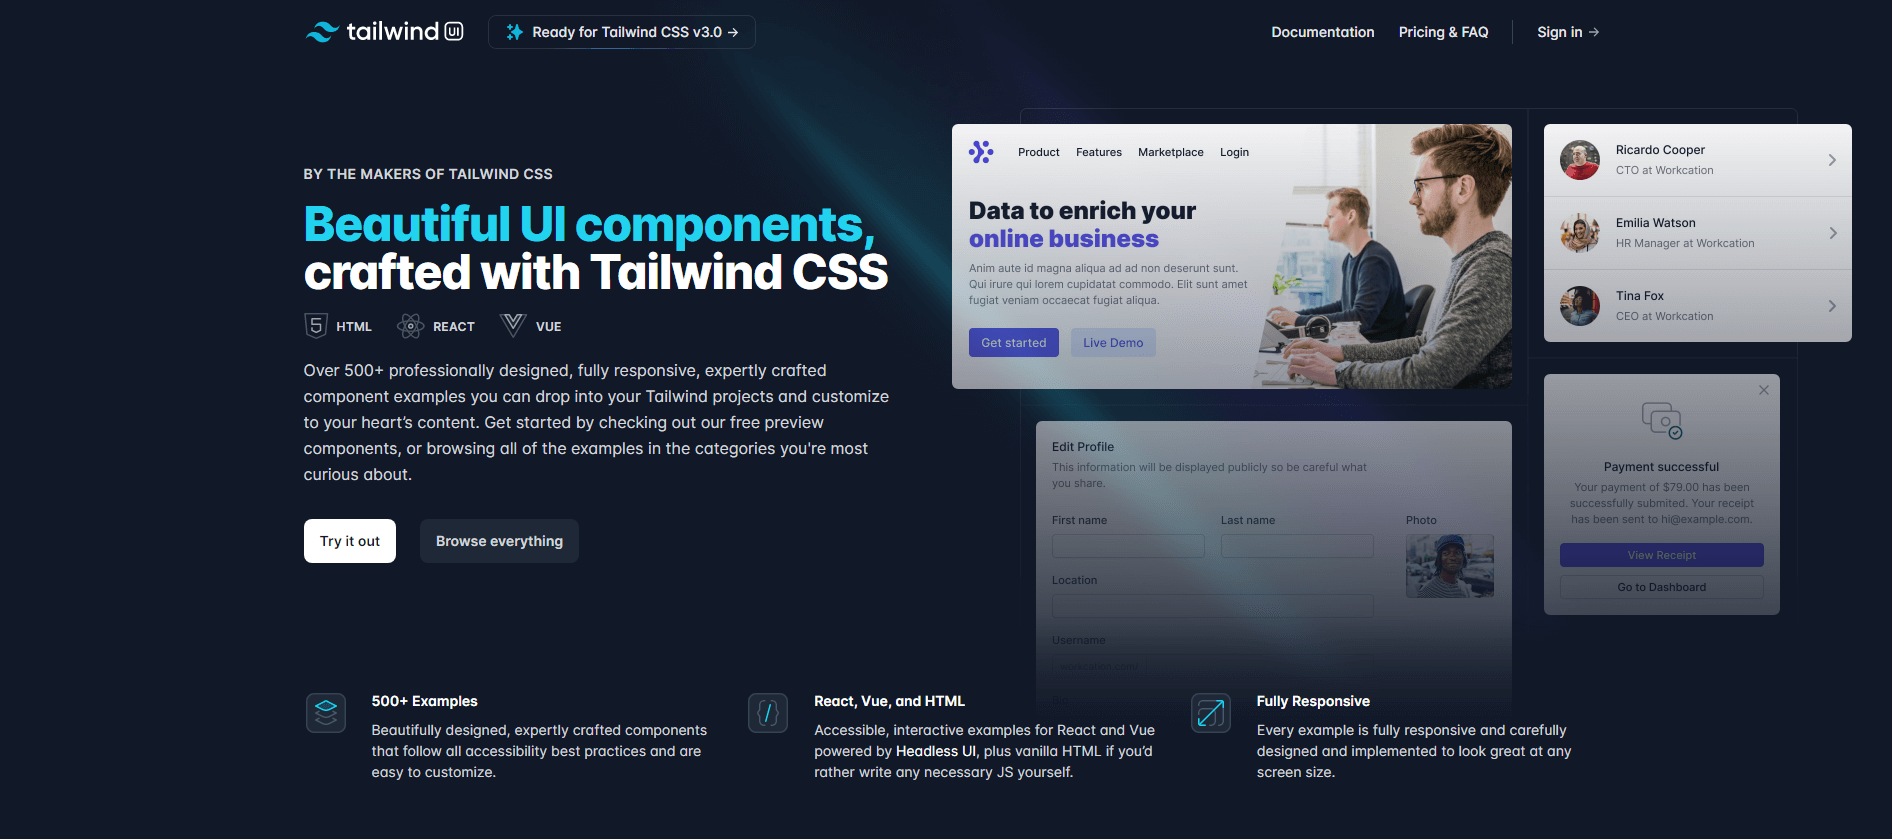 tailwind UI
Ready for Tailwind CSS v3.0 →
Documentation
Pricing & FAQ
Sign in →
BY THE MAKERS OF TAILWIND CSS
Beautiful UI components,
crafted with Tailwind CSS
5 HTML
REACT
VUE
Over 500+ professionally designed, fully responsive, expertly crafted
component examples you can drop into your Tailwind projects and customize
to your heart’s content. Get started by checking out our free preview
components, or browsing all of the examples in the categories you're most
curious about.
Try it out
Browse everything
Product
Features
Marketplace
Login
Data to enrich your
online business
Anim aute id magna aliqua ad ad non deserunt sunt.
Qui irure qui lorem cupidatat commodo. Elit sunt amet
fugiat veniam occaecat fugiat aliqua.
Get started
Live Demo
Ricardo Cooper
CTO at Workcation
Emilia Watson
HR Manager at Workcation
Tina Fox
CEO at Workcation
Edit Profile
This information will be displayed publicly so be careful what
you share.
First name
Last name
Photo
Location
Username
workcation.com/
Bio
Payment successful
Your payment of $79.00 has been
successfully submited. Your receipt
has been sent to hi@example.com.
View Receipt
Go to Dashboard
500+ Examples
Beautifully designed, expertly crafted components
that follow all accessibility best practices and are
easy to customize.
React, Vue, and HTML
Accessible, interactive examples for React and Vue
powered by Headless UI, plus vanilla HTML if you’d
rather write any necessary JS yourself.
Fully Responsive
Every example is fully responsive and carefully
designed and implemented to look great at any
screen size.